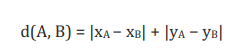 d(A, B) = |xA − xB| + |yA − yB|